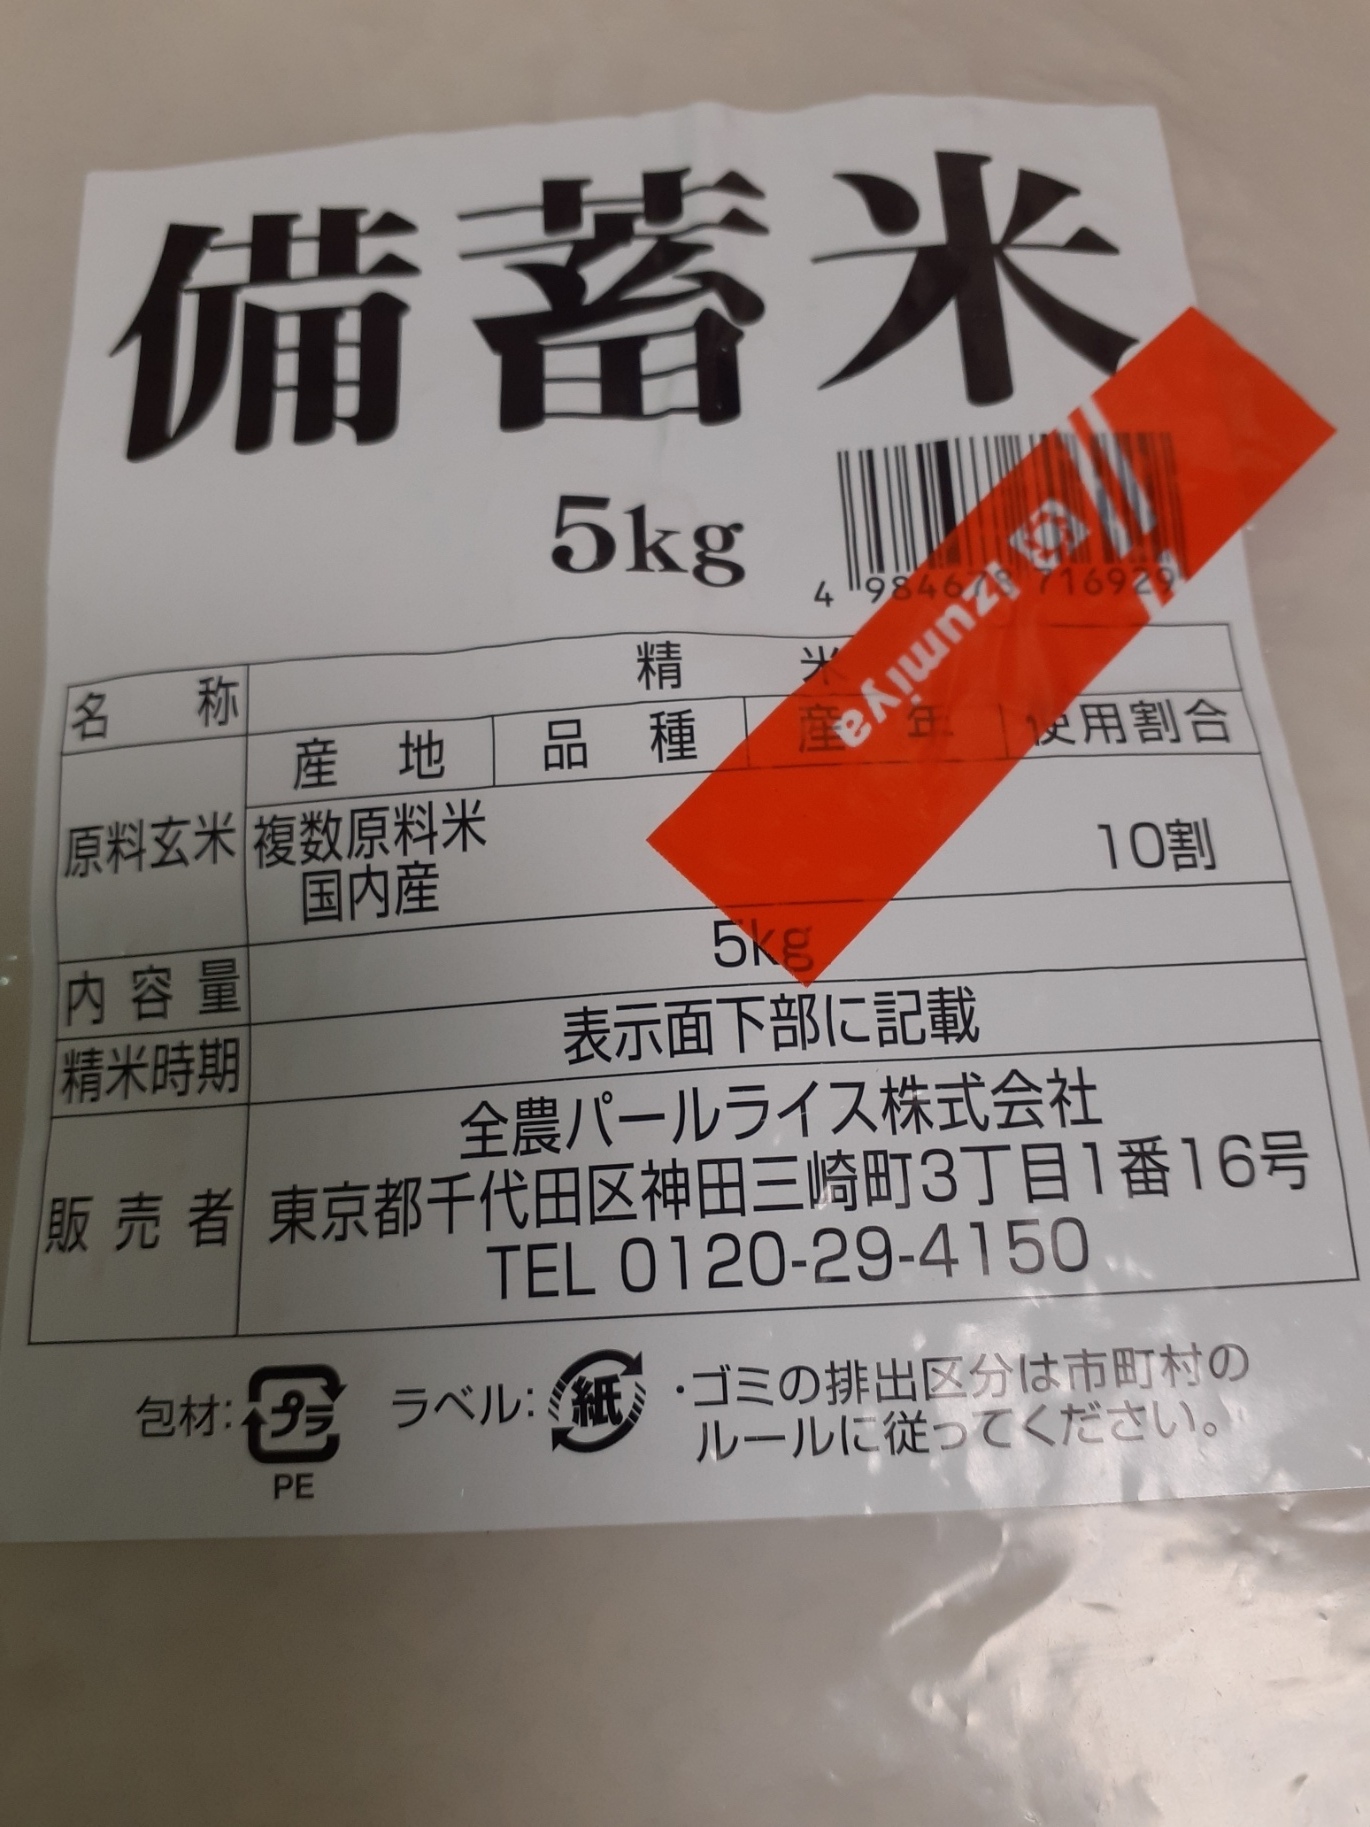 備蓄米
5kg
4 984678 716929
Izumiya
名称 精米
産地 品種 産年 使用割合
原料玄米 複数原料米
国内産
10割
内容量 5kg
精米時期 表示面下部に記載
販売者 全農パールライス株式会社
東京都千代田区神田三崎町3丁目1番16号
TEL 0120-29-4150
包材: プラ ラベル: 紙 ・ゴミの排出区分は市町村の
ルールに従ってください。
PE